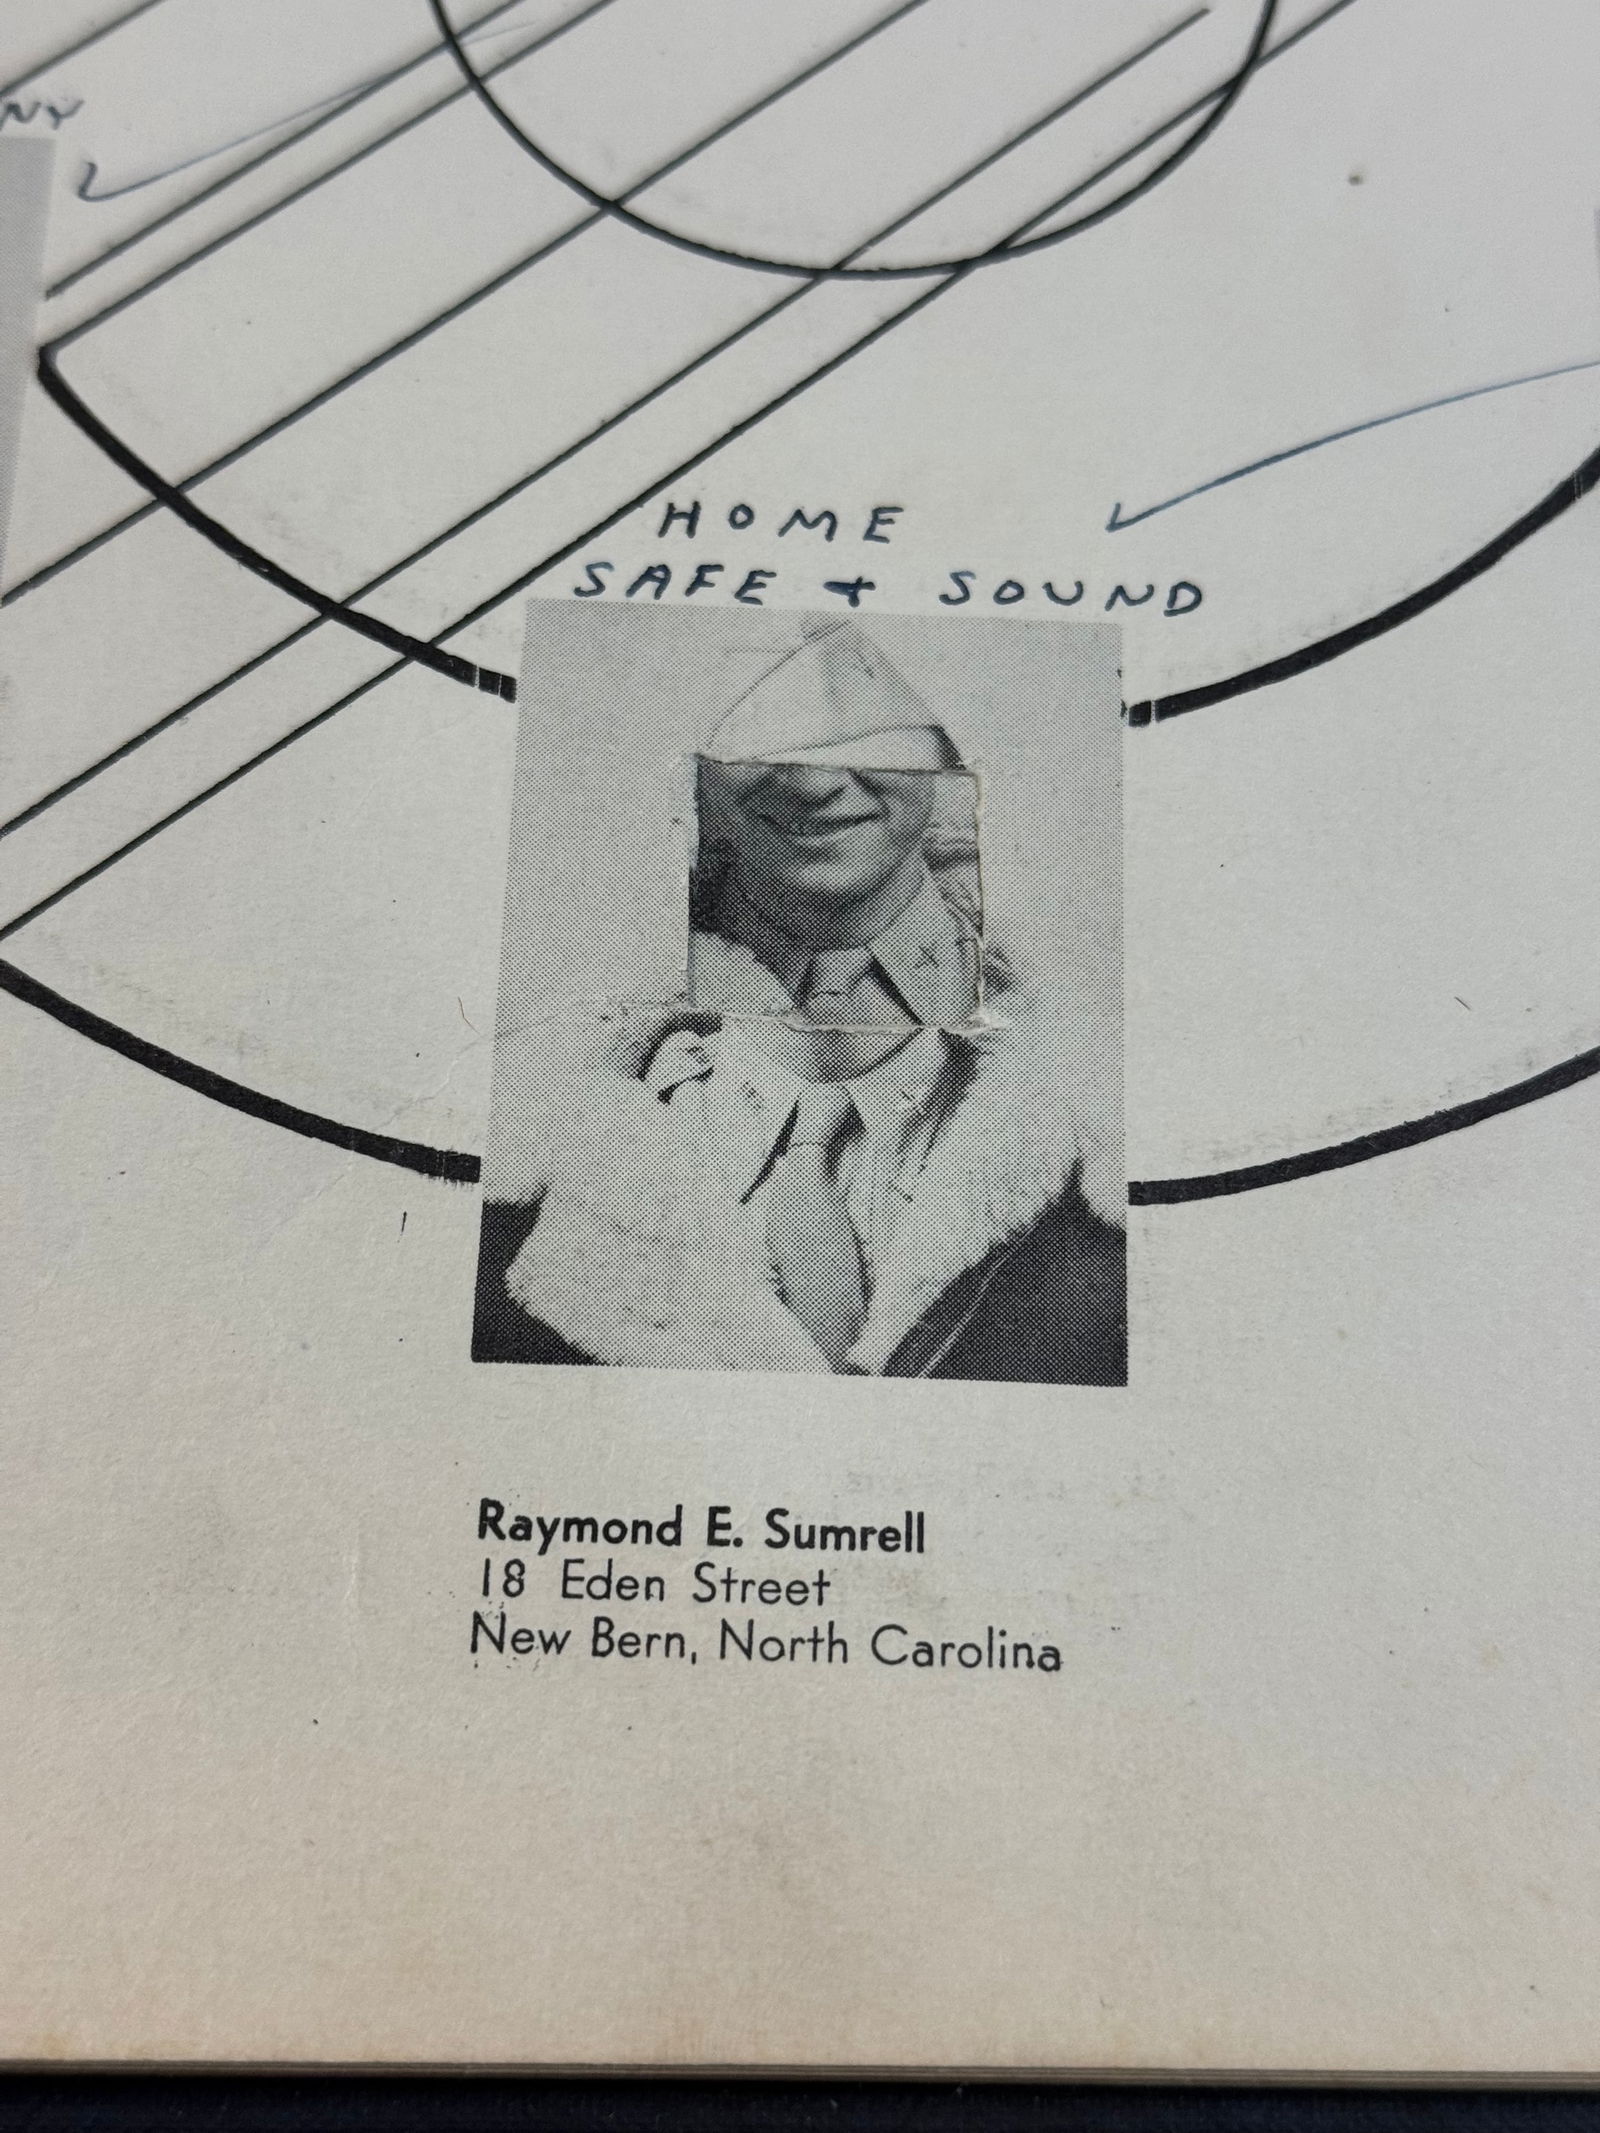 HOME
SAFE + SOUND
Raymond E. Sumrell
18 Eden Street
New Bern, North Carolina